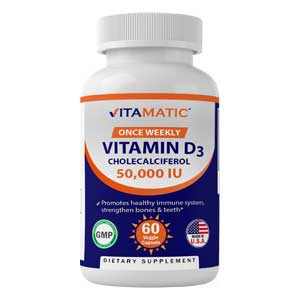 VITAMATIC
ONCE WEEKLY
VITAMIN D3
CHOLECALCIFEROL
50,000 IU
Promotes healthy immune system,
strengthen bones & teeth*
GMP
60
Veggie
Capsules
MADE IN
U.S.A.
DIETARY SUPPLEMENT